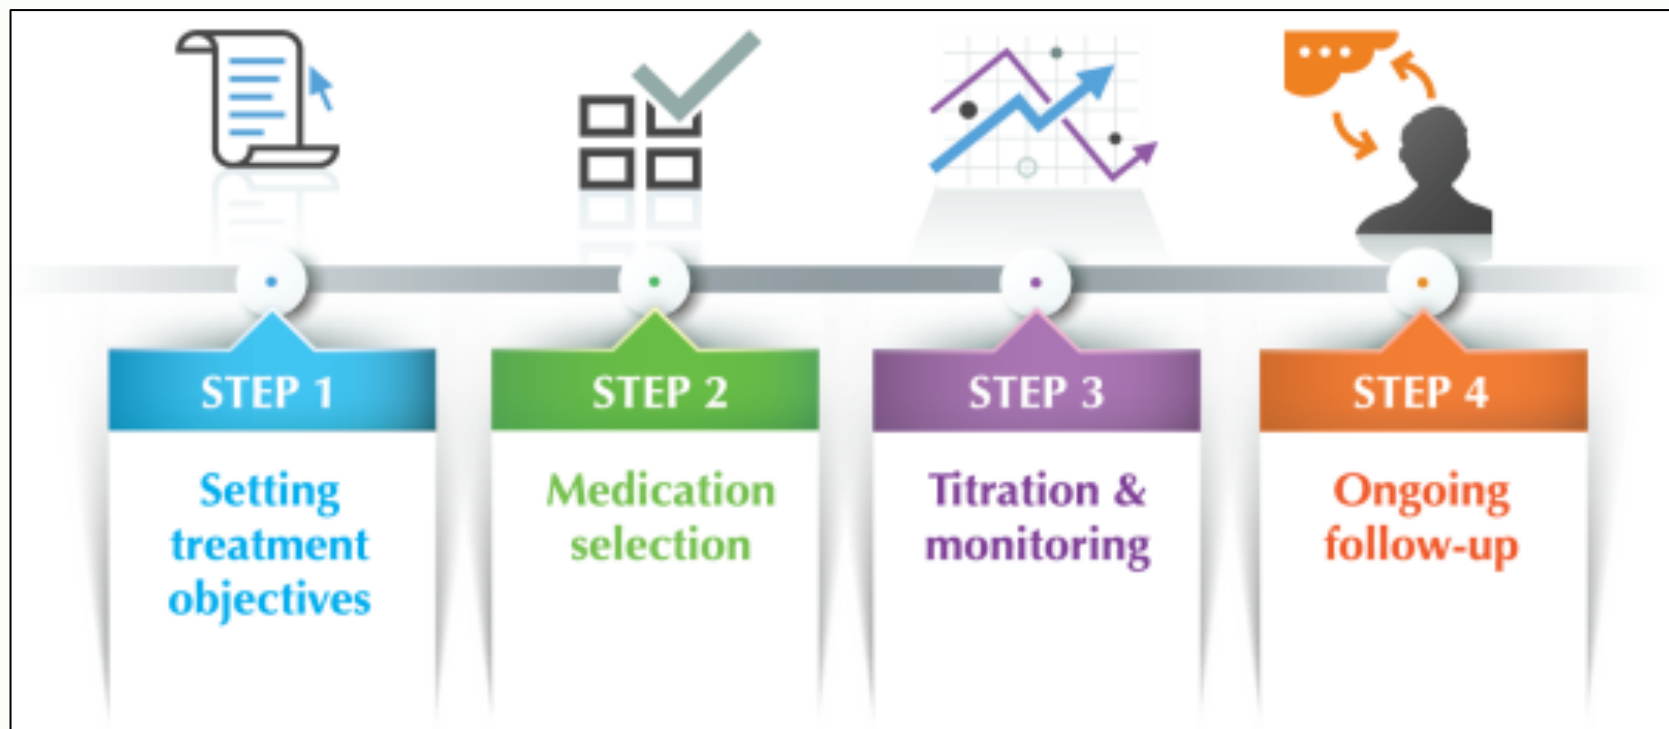 STEP 1
Setting
treatment
objectives
STEP 2
Medication
selection
STEP 3
Titration &
monitoring
STEP 4
Ongoing
follow-up